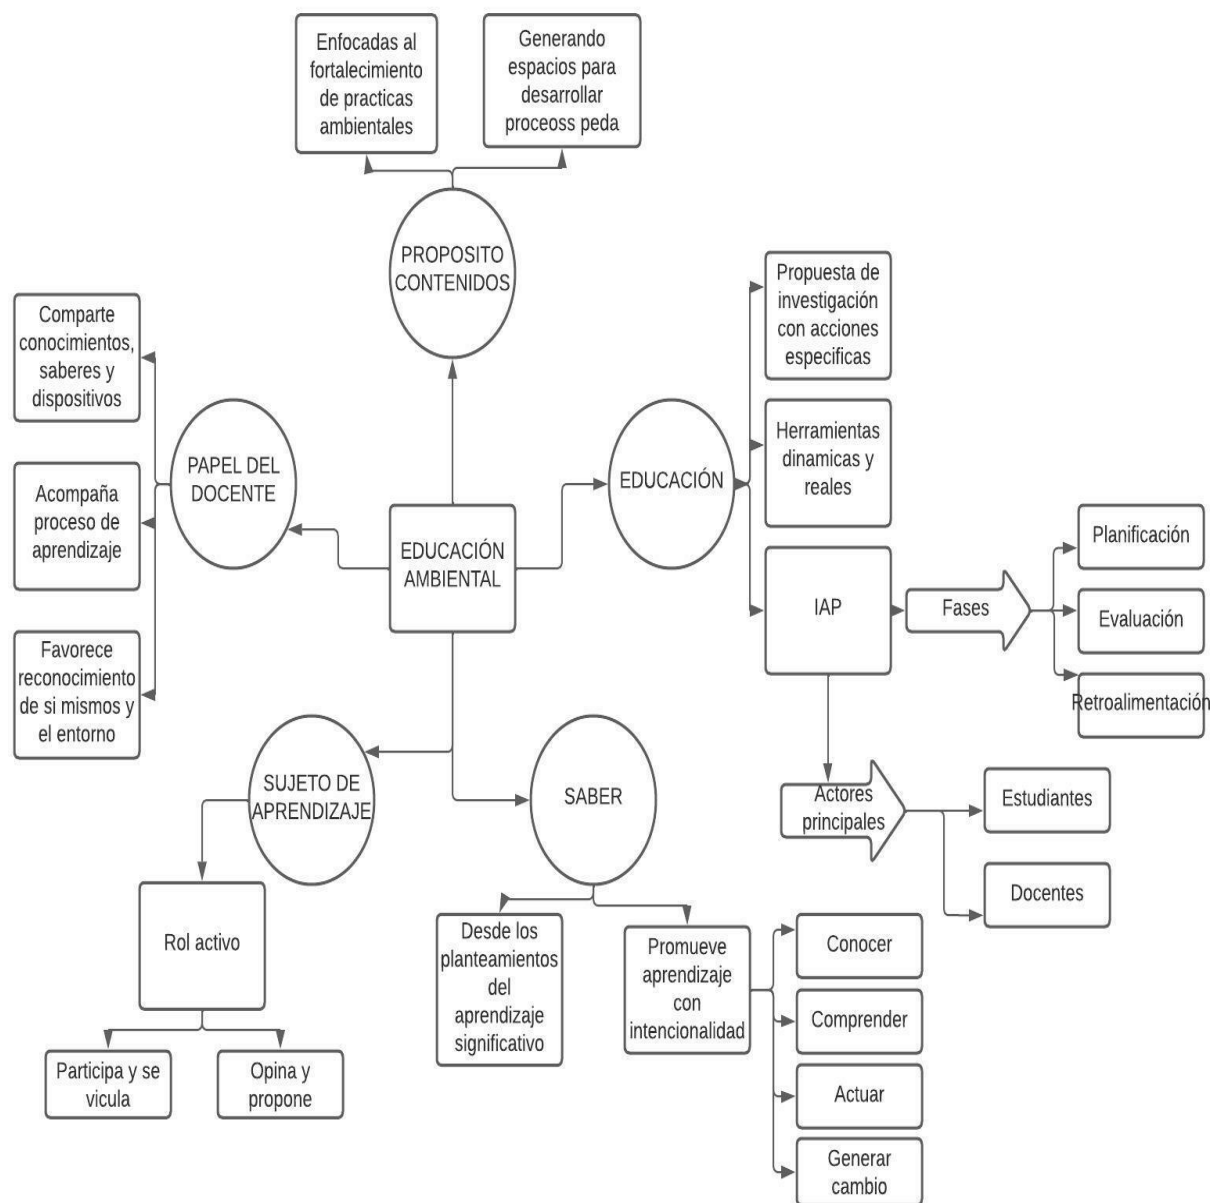 Enfocadas al
fortalecimiento
de practicas
ambientales
Generando
espacios para
desarrollar
proceoss peda
PROPOSITO
CONTENIDOS
Comparte
conocimientos,
saberes y
dispositivos
PAPEL DEL
DOCENTE
Acompaña
proceso de
aprendizaje
Favorece
reconocimiento
de si mismos y
el entorno
EDUCACIÓN
AMBIENTAL
EDUCACIÓN
Propuesta de
investigación
con acciones
especificas
Herramientas
dinamicas y
reales
IAP
Fases
Planificación
Evaluación
Retroalimentación
Actores
principales
Estudiantes
Docentes
SUJETO DE
APRENDIZAJE
Rol activo
Participa y se
vicula
Opina y
propone
SABER
Desde los
planteamientos
del
aprendizaje
significativo
Promueve
aprendizaje
con
intencionalidad
Conocer
Comprender
Actuar
Generar
cambio